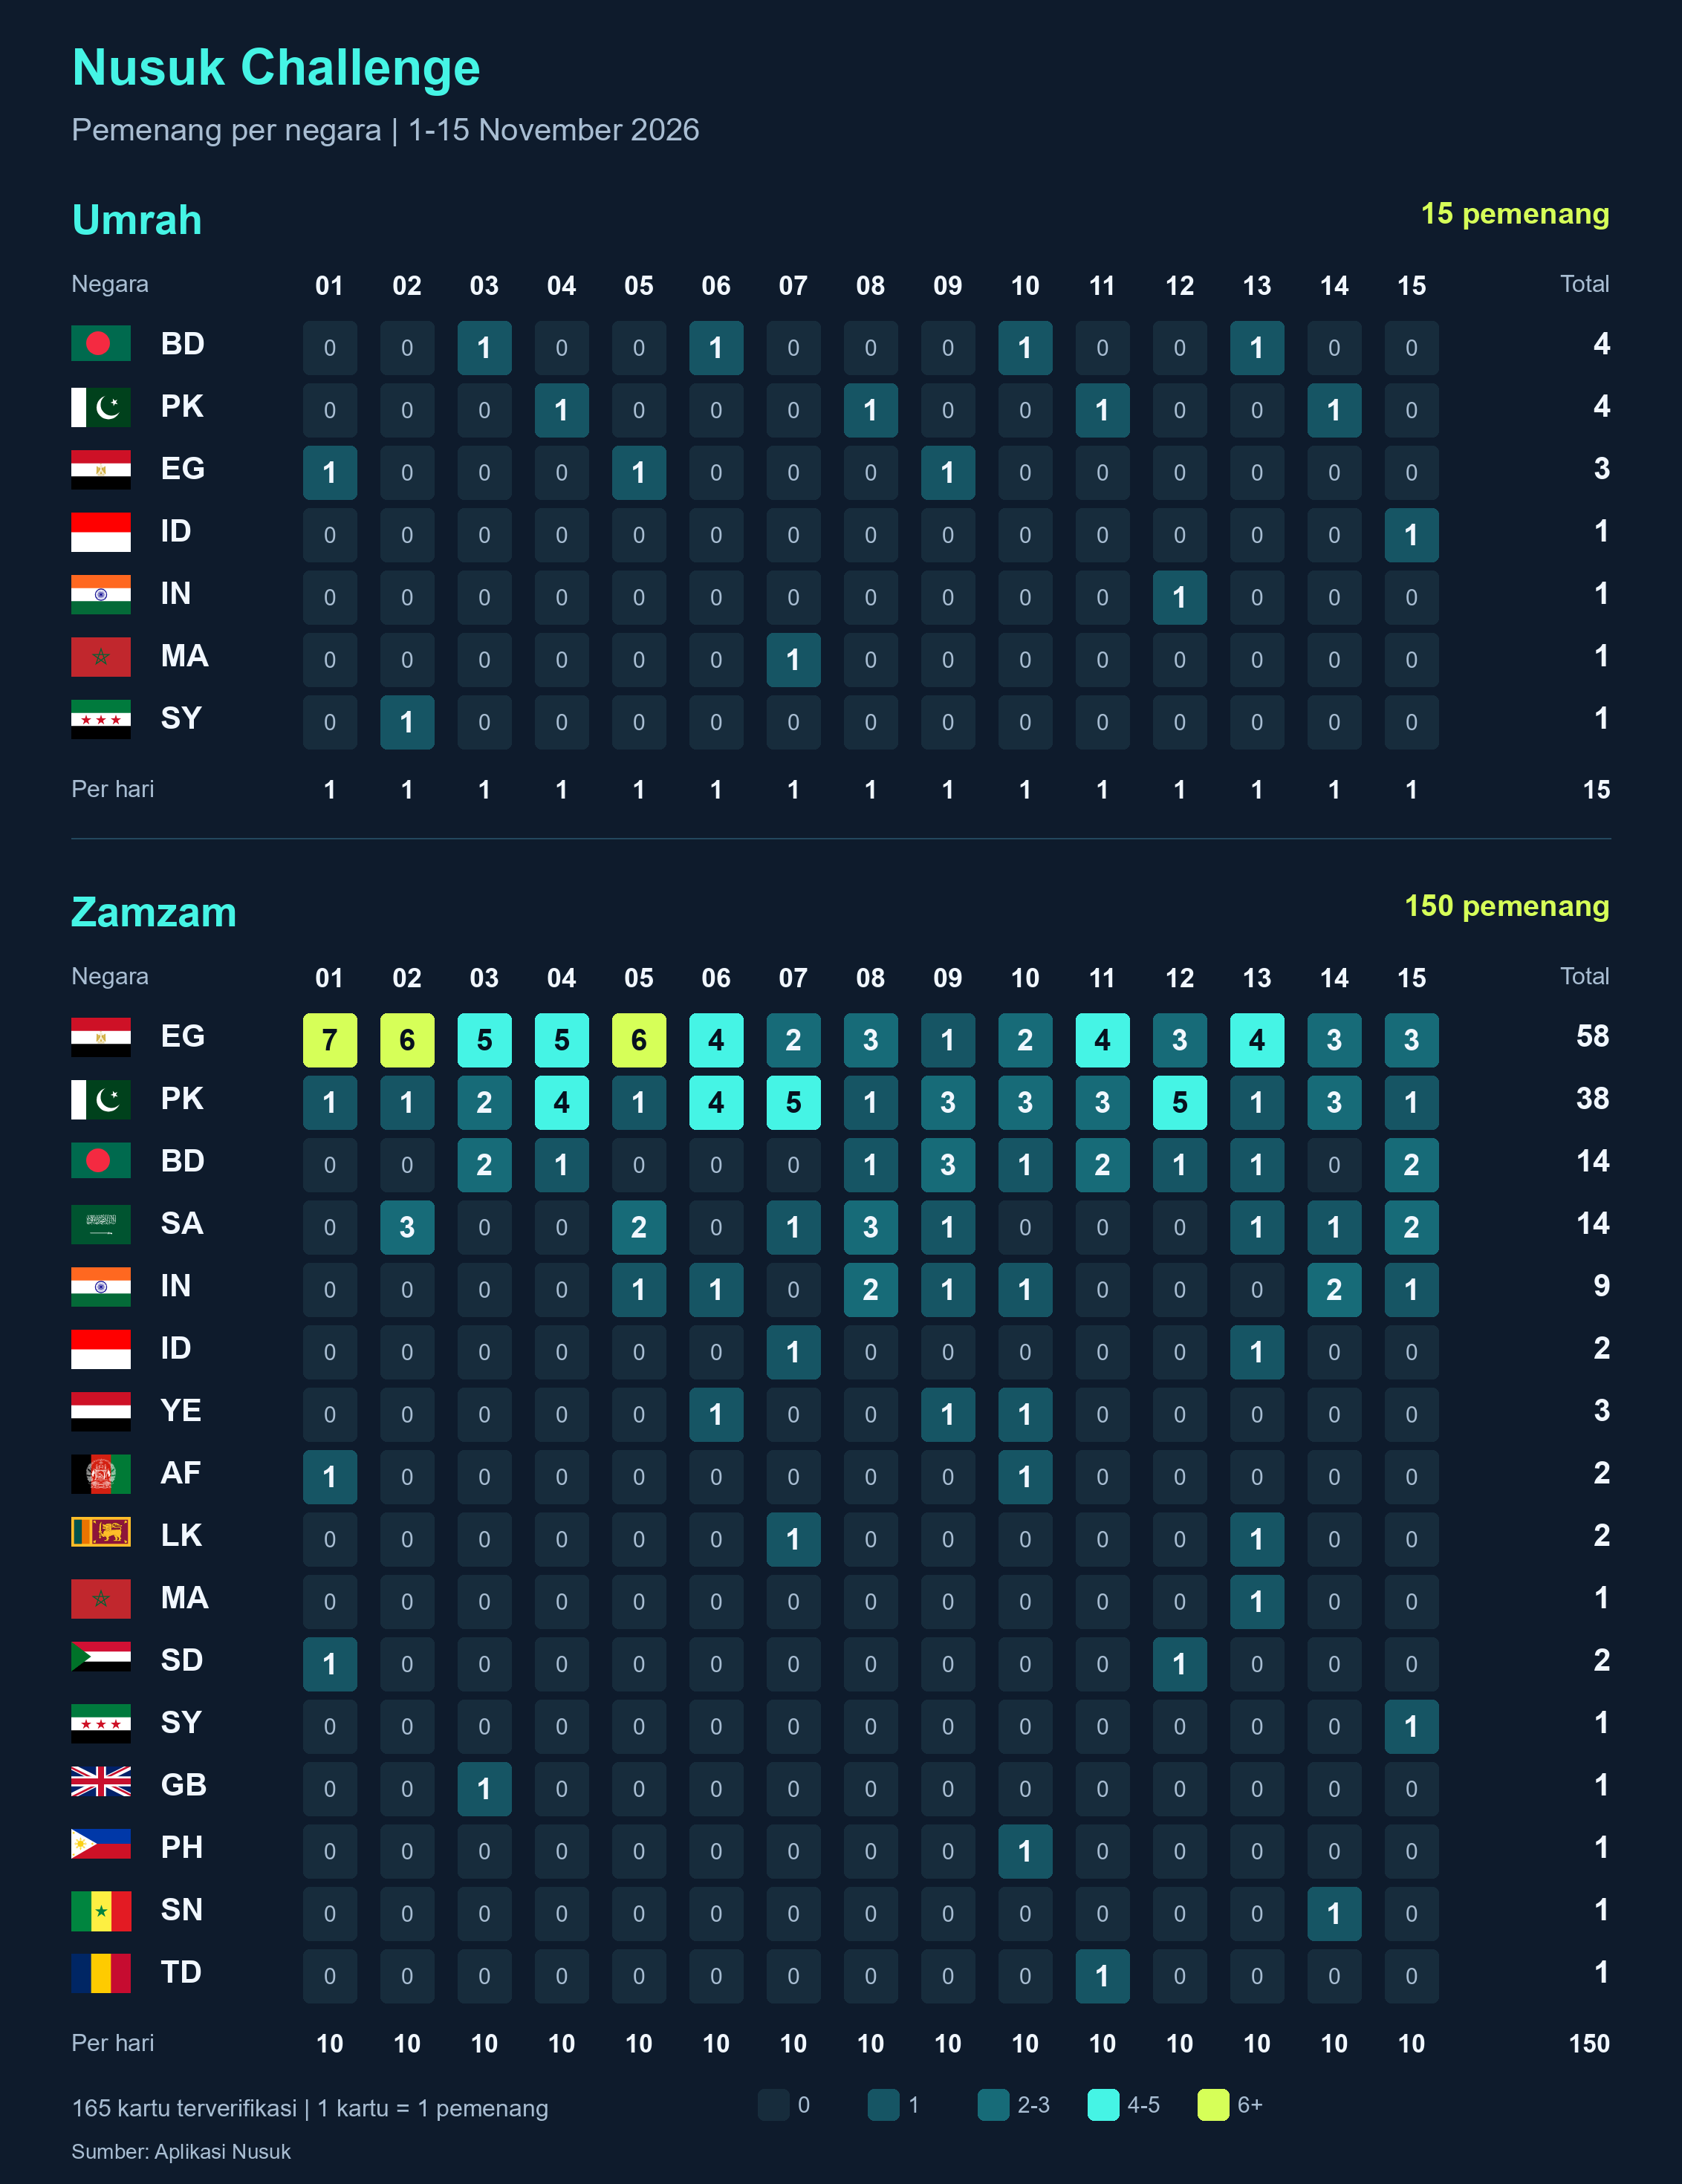 Nusuk Challenge
Pemenang per negara | 1-15 November 2026
Umrah 15 pemenang
Negara 01 02 03 04 05 06 07 08 09 10 11 12 13 14 15 Total
BD 0 0 1 0 0 1 0 0 0 1 0 0 1 0 0 4
PK 0 0 0 1 0 0 0 1 0 0 1 0 0 1 0 4
EG 1 0 0 0 1 0 0 0 1 0 0 0 0 0 0 3
ID 0 0 0 0 0 0 0 0 0 0 0 0 0 0 1 1
IN 0 0 0 0 0 0 0 0 0 0 0 1 0 0 0 1
MA 0 0 0 0 0 0 1 0 0 0 0 0 0 0 0 1
SY 0 1 0 0 0 0 0 0 0 0 0 0 0 0 0 1
Per hari 1 1 1 1 1 1 1 1 1 1 1 1 1 1 1 15
Zamzam 150 pemenang
Negara 01 02 03 04 05 06 07 08 09 10 11 12 13 14 15 Total
EG 7 6 5 5 6 4 2 3 1 2 4 3 4 3 3 58
PK 1 1 2 4 1 4 5 1 3 3 3 5 1 3 1 38
BD 0 0 2 1 0 0 0 1 3 1 2 1 1 0 2 14
SA 0 3 0 0 2 0 1 3 1 0 0 0 1 1 2 14
IN 0 0 0 0 1 1 0 2 1 1 0 0 0 2 1 9
ID 0 0 0 0 0 0 1 0 0 0 0 0 1 0 0 2
YE 0 0 0 0 0 1 0 0 1 1 0 0 0 0 0 3
AF 1 0 0 0 0 0 0 0 0 1 0 0 0 0 0 2
LK 0 0 0 0 0 0 1 0 0 0 0 0 1 0 0 2
MA 0 0 0 0 0 0 0 0 0 0 0 0 1 0 0 1
SD 1 0 0 0 0 0 0 0 0 0 0 1 0 0 0 2
SY 0 0 0 0 0 0 0 0 0 0 0 0 0 0 1 1
GB 0 0 1 0 0 0 0 0 0 0 0 0 0 0 0 1
PH 0 0 0 0 0 0 0 0 0 1 0 0 0 0 0 1
SN 0 0 0 0 0 0 0 0 0 0 0 0 0 1 0 1
TD 0 0 0 0 0 0 0 0 0 0 1 0 0 0 0 1
Per hari 10 10 10 10 10 10 10 10 10 10 10 10 10 10 10 150
165 kartu terverifikasi | 1 kartu = 1 pemenang 0 1 2-3 4-5 6+
Sumber: Aplikasi Nusuk